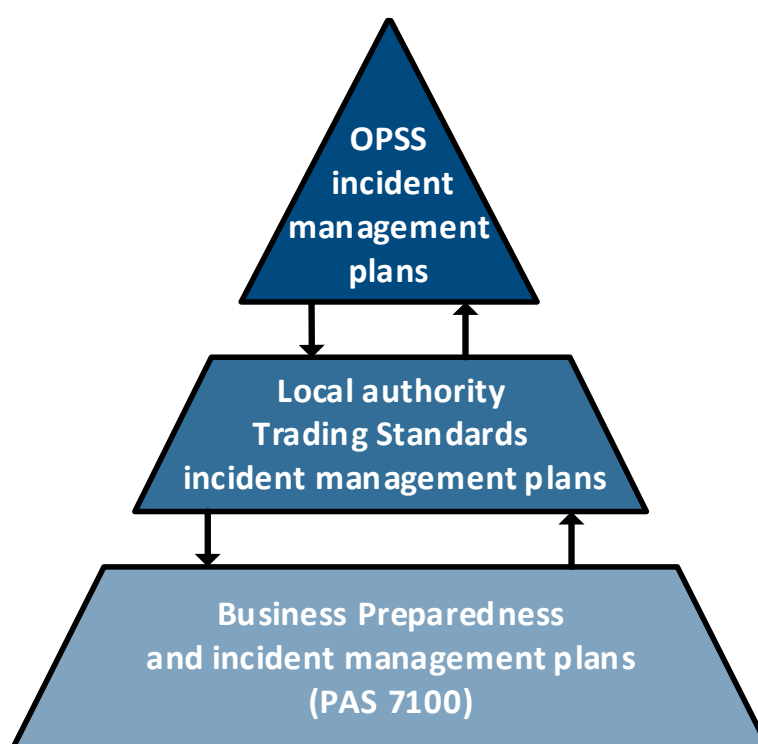 OPSS
incident
management
plans
Local authority
Trading Standards
incident management plans
Business Preparedness
and incident management plans
(PAS 7100)